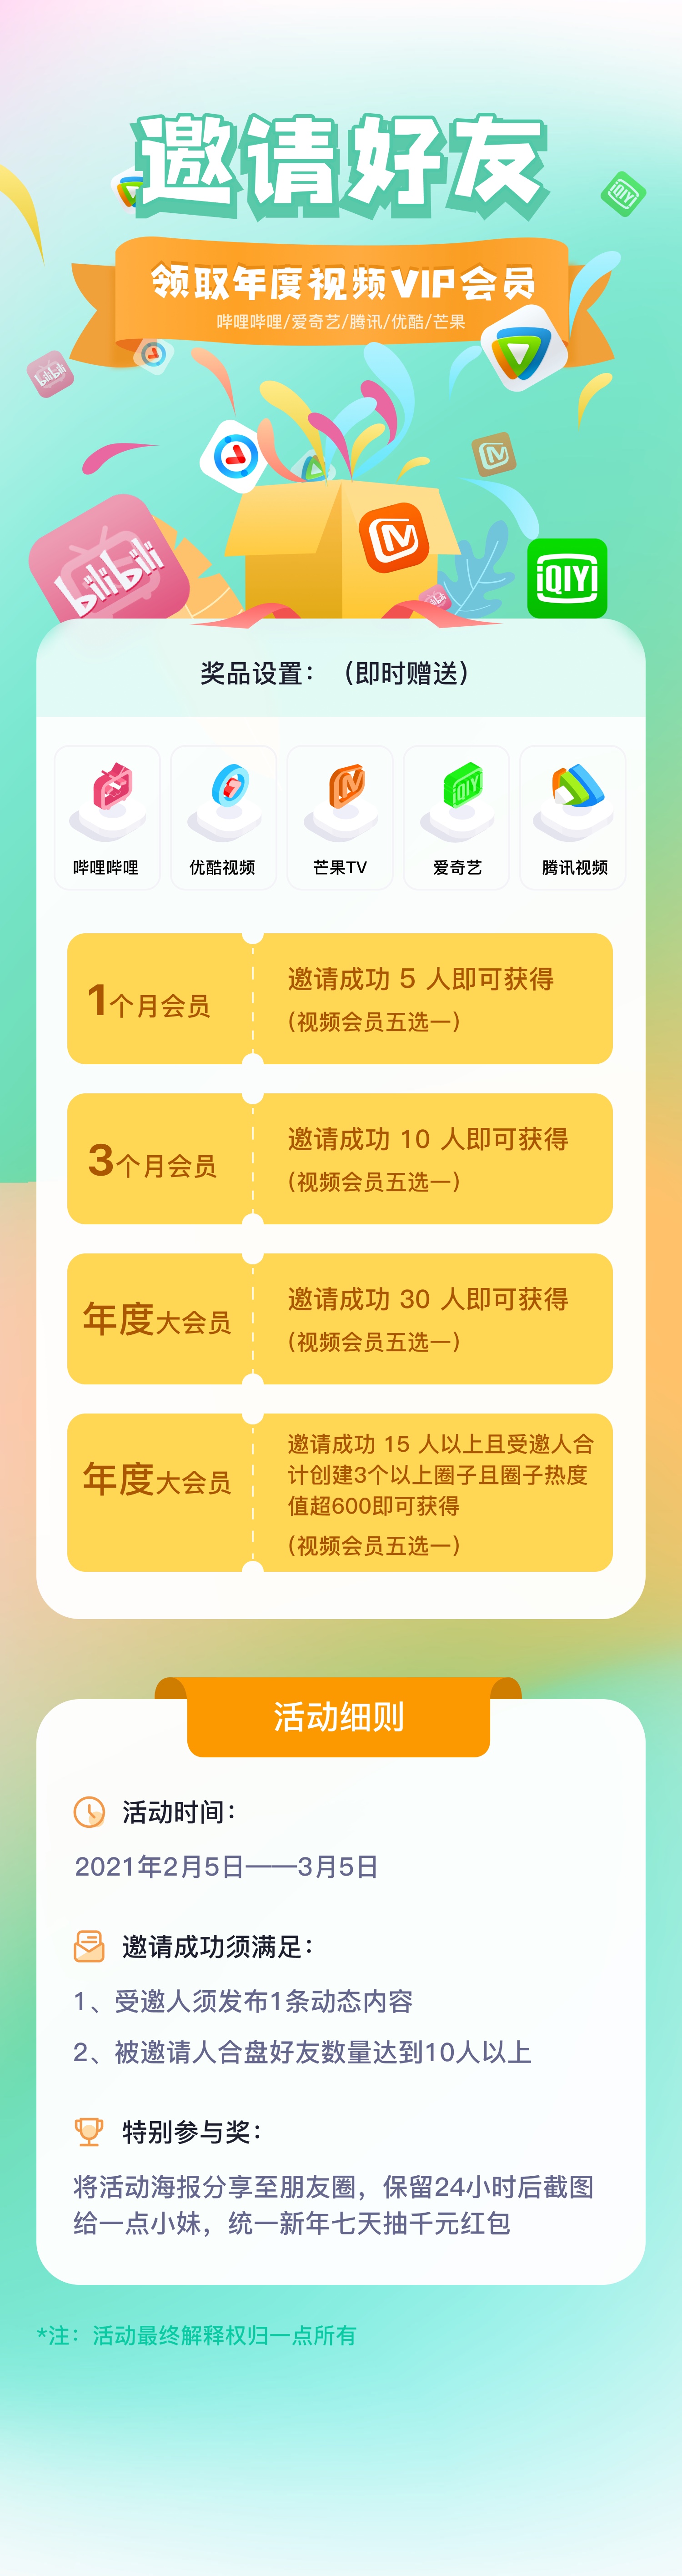 邀请好友
领取年度视频VIP会员
哔哩哔哩/爱奇艺/腾讯/优酷/芒果
iQIYI
bilibili
bilibili
iQIYI
bilibili
奖品设置：（即时赠送）
iQIYI
哔哩哔哩
优酷视频
芒果TV
爱奇艺
腾讯视频
1个月会员
邀请成功 5 人即可获得
(视频会员五选一)
3个月会员
邀请成功 10 人即可获得
(视频会员五选一)
年度大会员
邀请成功 30 人即可获得
(视频会员五选一)
年度大会员
邀请成功 15 人以上且受邀人合
计创建3个以上圈子且圈子热度
值超600即可获得
(视频会员五选一)
活动细则
活动时间：
2021年2月5日——3月5日
邀请成功须满足：
1、受邀人须发布1条动态内容
2、被邀请人合盘好友数量达到10人以上
特别参与奖：
将活动海报分享至朋友圈，保留24小时后截图
给一点小妹，统一新年七天抽千元红包
*注：活动最终解释权归一点所有